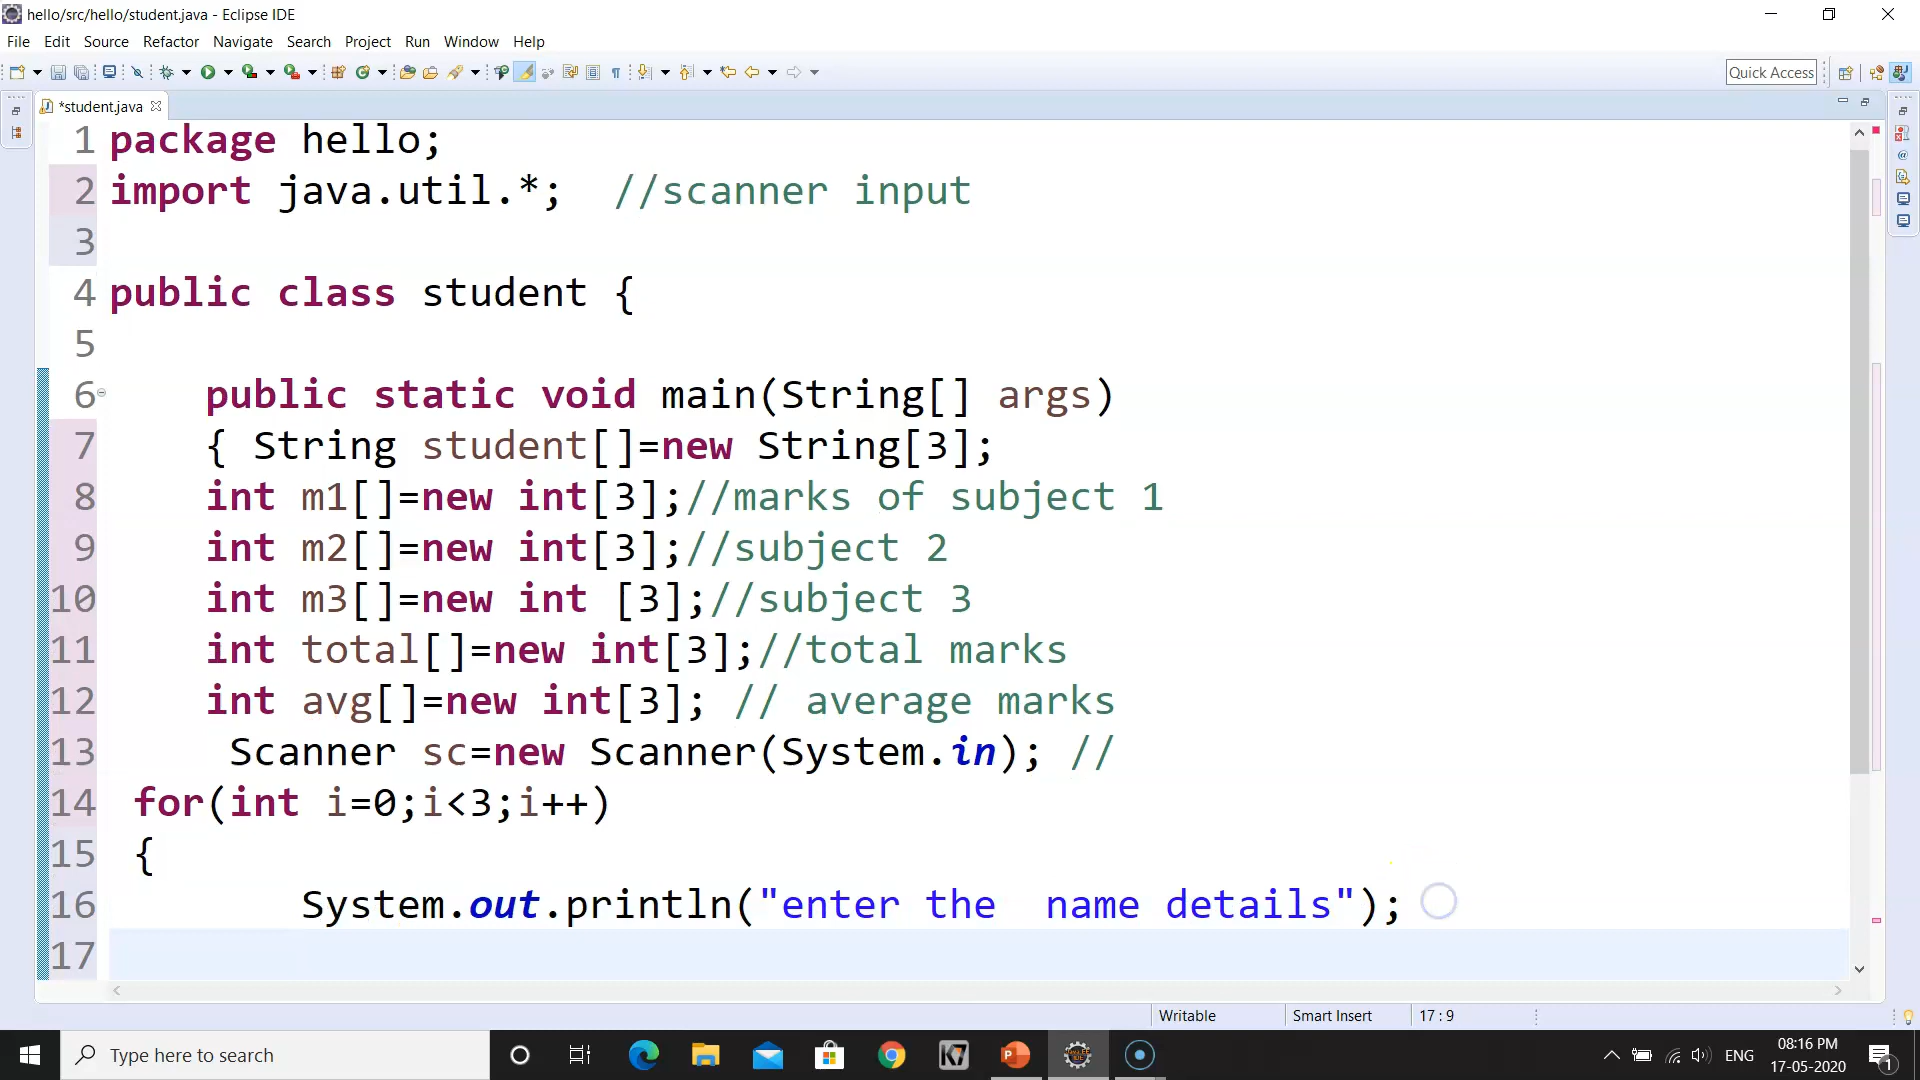 hello/src/hello/student.java - Eclipse IDE
File Edit Source Refactor Navigate Search Project Run Window Help
Quick Access
*student.java
1 package hello;
2 import java.util.*; //scanner input
3
4 public class student {
5
6 public static void main(String[] args)
7 { String student[]=new String[3];
8 int m1[]=new int[3];//marks of subject 1
9 int m2[]=new int[3];//subject 2
10 int m3[]=new int [3];//subject 3
11 int total[]=new int[3];//total marks
12 int avg[]=new int[3]; // average marks
13 Scanner sc=new Scanner(System.in); //
14 for(int i=0;i<3;i++)
15 {
16 System.out.println("enter the  name details");
17
Writable Smart Insert 17 : 9
Type here to search
ENG
08:16 PM
17-05-2020
1